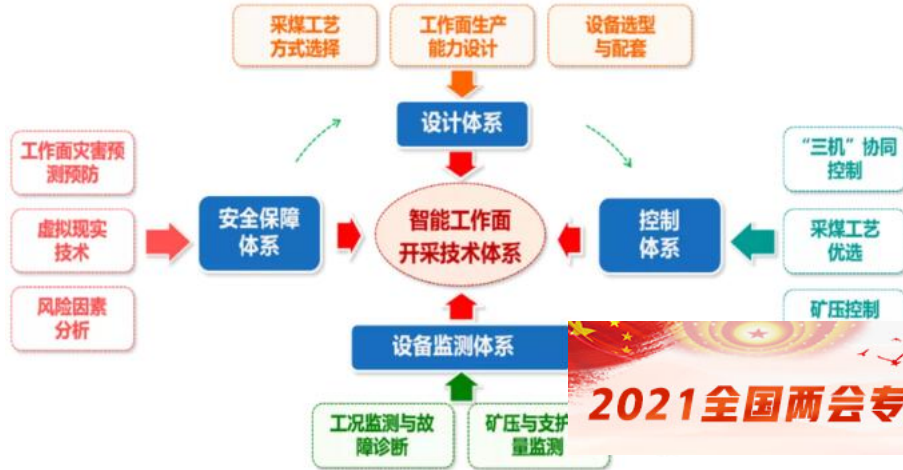 采煤工艺
方式选择
工作面生产
能力设计
设备选型
与配套
设计体系
工作面灾害预
测预防
虚拟现实
技术
风险因素
分析
安全保障
体系
智能工作面
开采技术体系
控制
体系
“三机”协同
控制
采煤工艺
优选
矿压控制
设备监测体系
工况监测与故
障诊断
矿压与支护
量监测
2021全国两会专